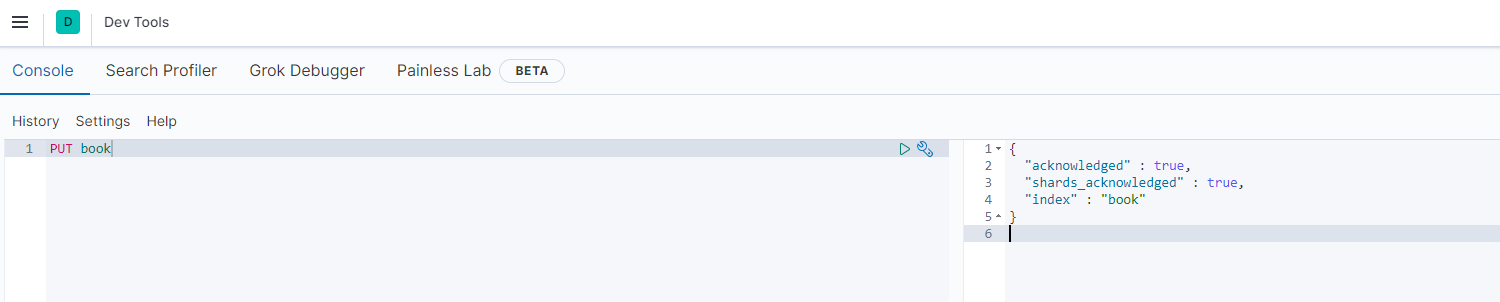 D Dev Tools
Console Search Profiler Grok Debugger Painless Lab BETA
History Settings Help
1 PUT book
1 {
2 "acknowledged" : true,
3 "shards_acknowledged" : true,
4 "index" : "book"
5 }
6